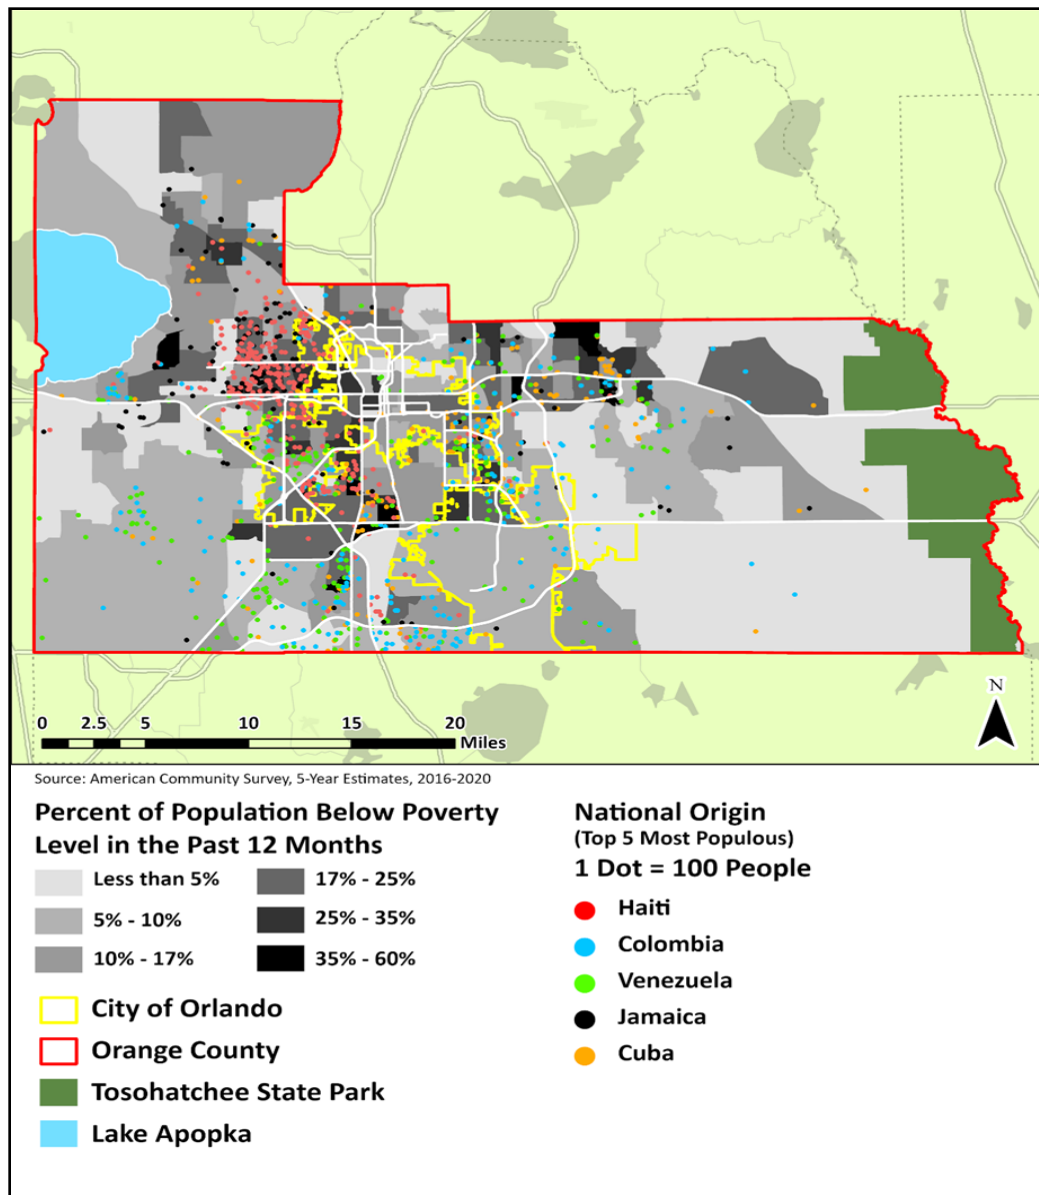 N
0 2.5 5 10 15 20
Miles
Source: American Community Survey, 5-Year Estimates, 2016-2020
Percent of Population Below Poverty
Level in the Past 12 Months
Less than 5%
17% - 25%
5% - 10%
25% - 35%
10% - 17%
35% - 60%
City of Orlando
Orange County
Tosohatchee State Park
Lake Apopka
National Origin
(Top 5 Most Populous)
1 Dot = 100 People
Haiti
Colombia
Venezuela
Jamaica
Cuba